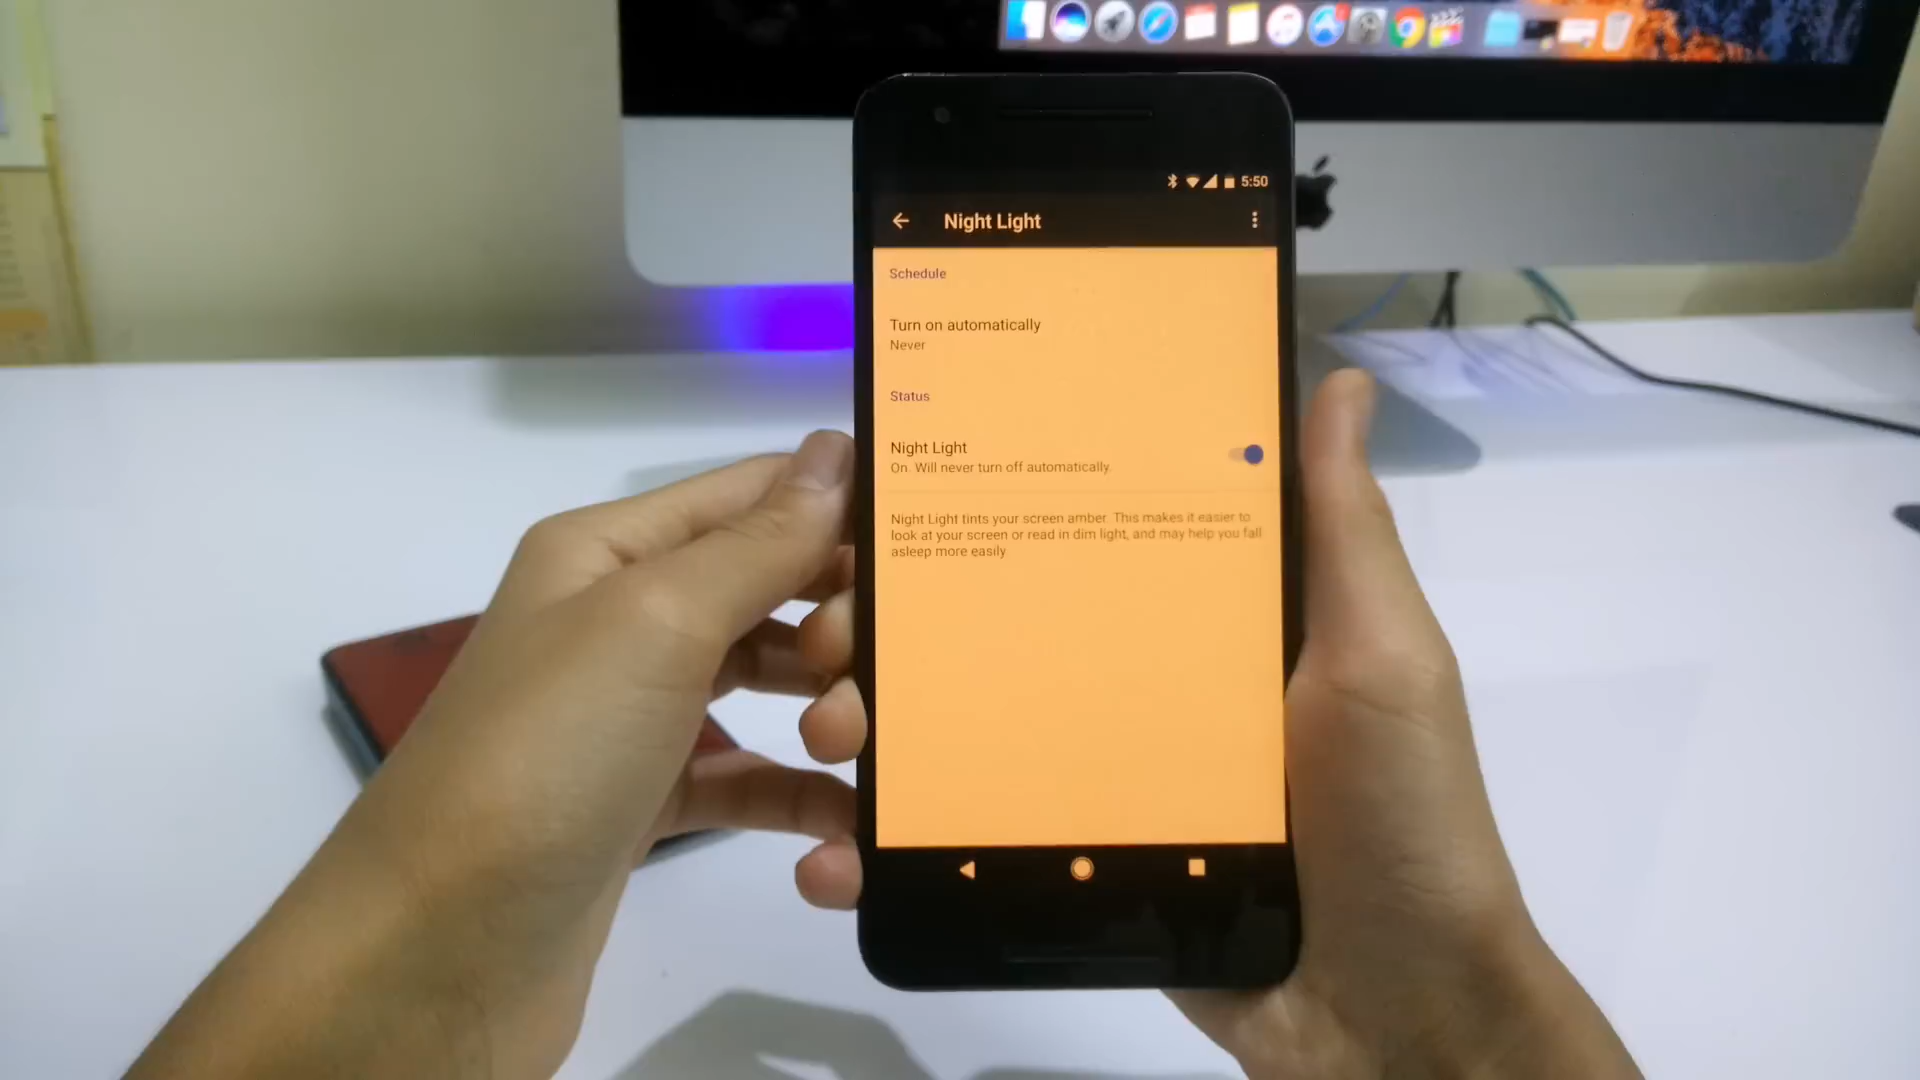 5:50
Night Light
Schedule
Turn on automatically
Never
Status
Night Light
On. Will never turn off automatically.
Night Light tints your screen amber. This makes it easier to
look at your screen or read in dim light, and may help you fall
asleep more easily.